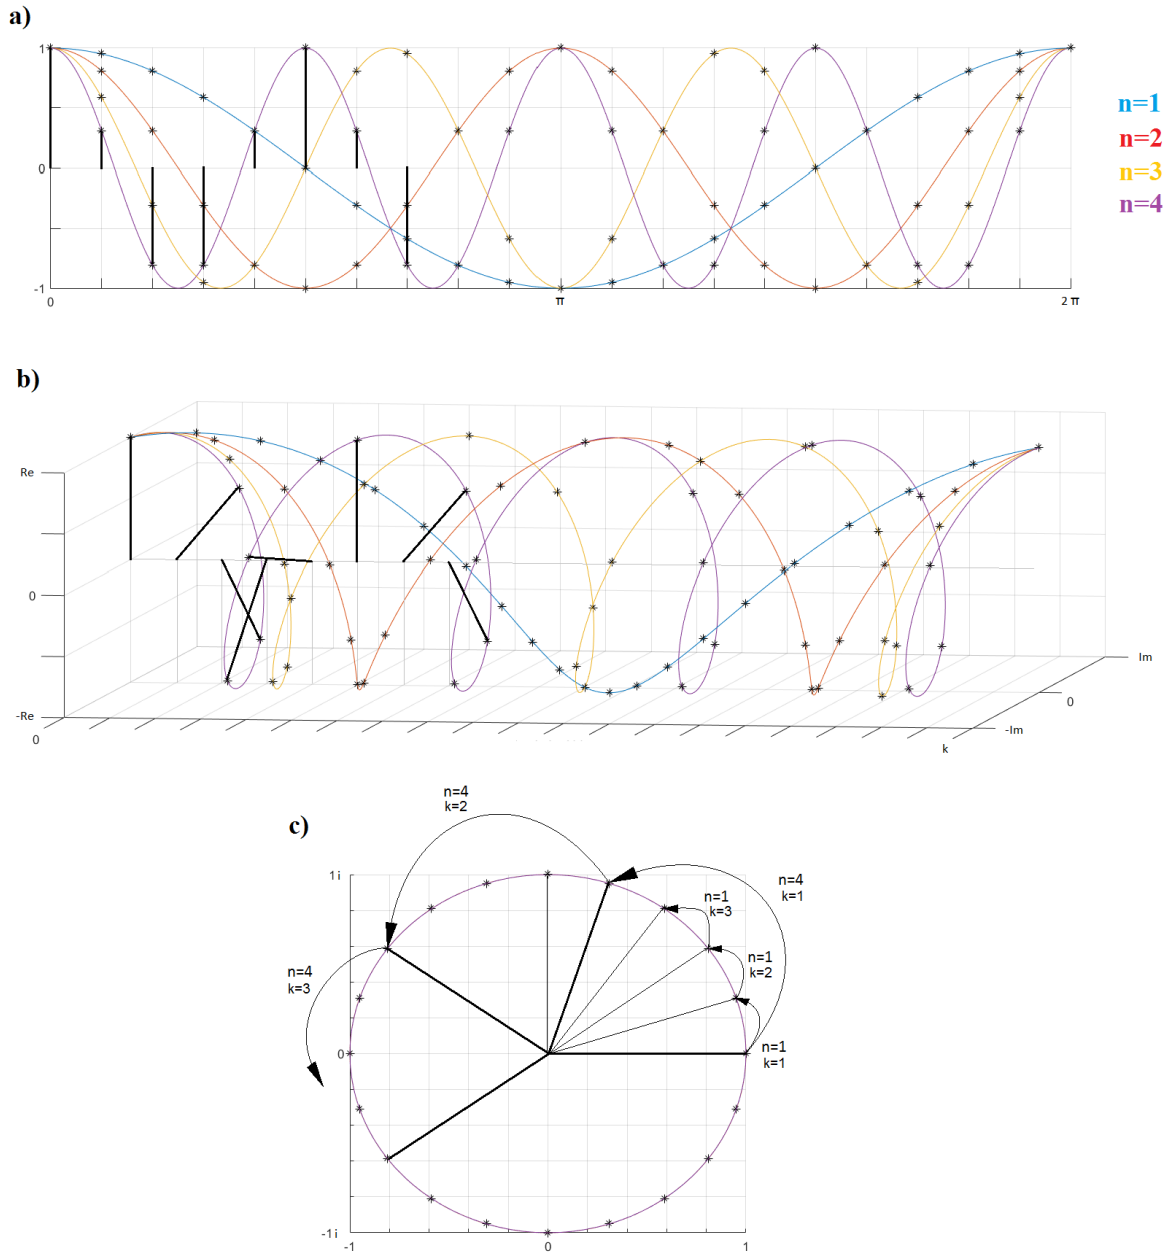 a)
1
0
-1
0
π
2 π
n=1
n=2
n=3
n=4
b)
Re
0
-Re
0
Im
0
-Im
k
c)
n=4
k=2
n=4
k=1
n=1
k=3
n=1
k=2
n=1
k=1
n=4
k=3
1i
0
-1i
-1
0
1